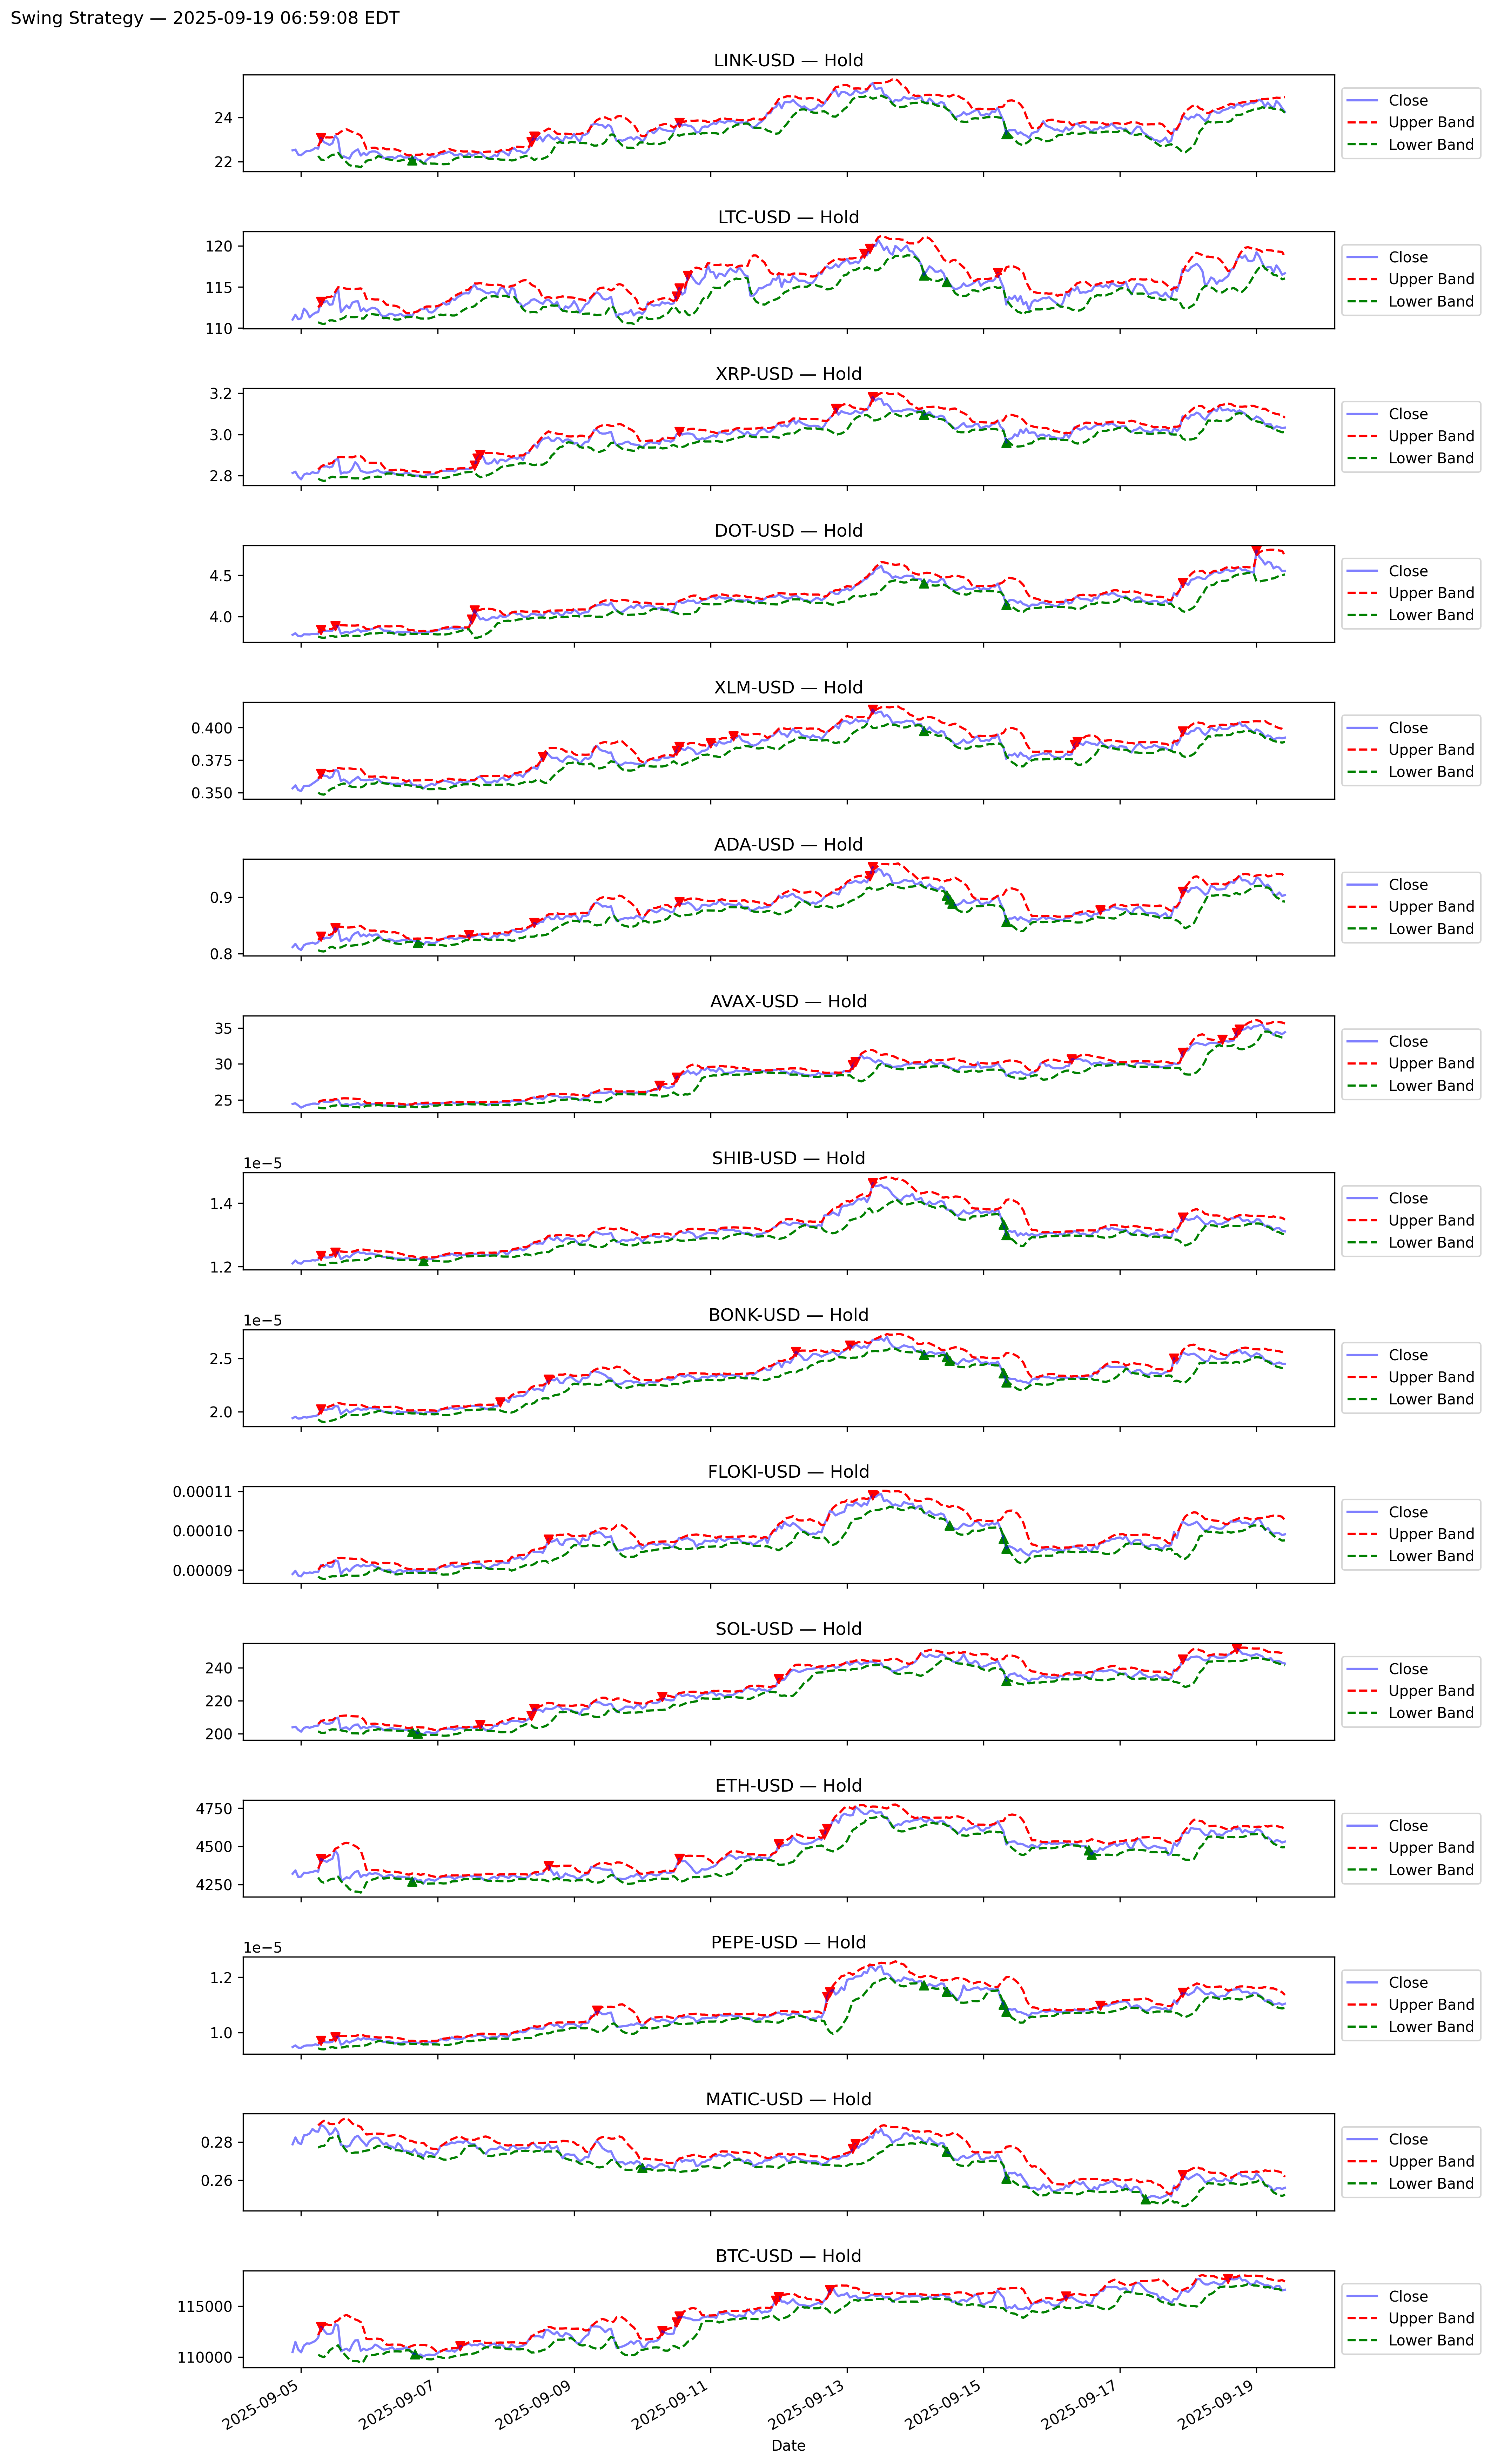 Swing Strategy — 2025-09-19 06:59:08 EDT
LINK-USD — Hold
24
22
Close
Upper Band
Lower Band
LTC-USD — Hold
120
115
110
Close
Upper Band
Lower Band
XRP-USD — Hold
3.2
3.0
2.8
Close
Upper Band
Lower Band
DOT-USD — Hold
4.5
4.0
Close
Upper Band
Lower Band
XLM-USD — Hold
0.400
0.375
0.350
Close
Upper Band
Lower Band
ADA-USD — Hold
0.9
0.8
Close
Upper Band
Lower Band
AVAX-USD — Hold
35
30
25
Close
Upper Band
Lower Band
SHIB-USD — Hold
1e−5
1.4
1.2
Close
Upper Band
Lower Band
BONK-USD — Hold
1e−5
2.5
2.0
Close
Upper Band
Lower Band
FLOKI-USD — Hold
0.00011
0.00010
0.00009
Close
Upper Band
Lower Band
SOL-USD — Hold
240
220
200
Close
Upper Band
Lower Band
ETH-USD — Hold
4750
4500
4250
Close
Upper Band
Lower Band
PEPE-USD — Hold
1e−5
1.2
1.0
Close
Upper Band
Lower Band
MATIC-USD — Hold
0.28
0.26
Close
Upper Band
Lower Band
BTC-USD — Hold
115000
110000
Close
Upper Band
Lower Band
2025-09-05
2025-09-07
2025-09-09
2025-09-11
2025-09-13
2025-09-15
2025-09-17
2025-09-19
Date